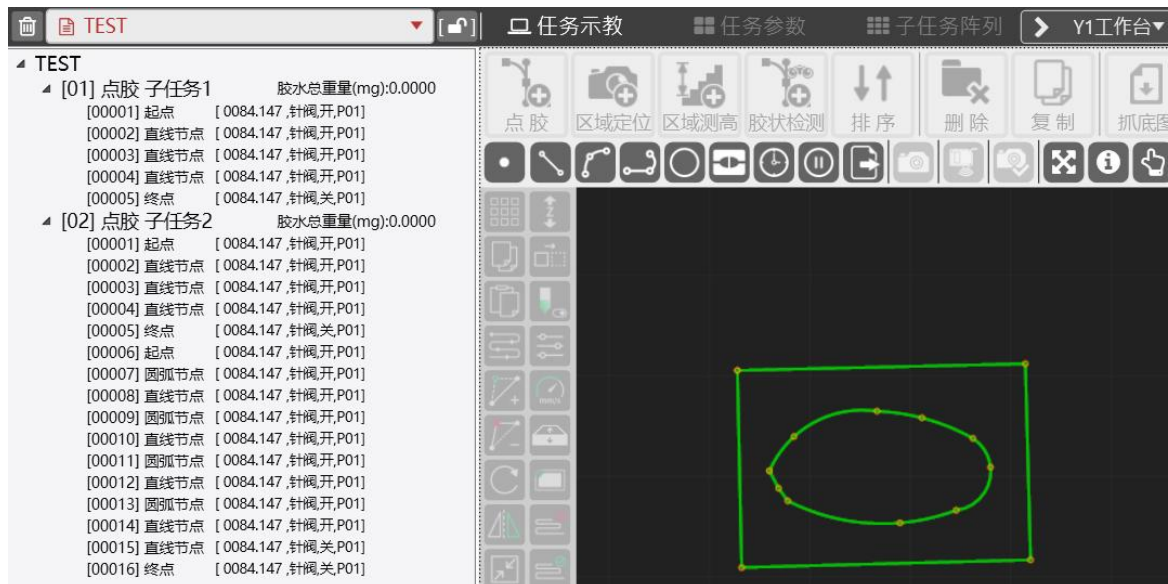 TEST
任务示教
任务参数
子任务阵列
Y1工作台
TEST
[01] 点胶 子任务1 胶水总重量(mg):0.0000
[00001] 起点 [ 0084.147 ,针阀,开,P01]
[00002] 直线节点 [ 0084.147 ,针阀,开,P01]
[00003] 直线节点 [ 0084.147 ,针阀,开,P01]
[00004] 直线节点 [ 0084.147 ,针阀,开,P01]
[00005] 终点 [ 0084.147 ,针阀,关,P01]
[02] 点胶 子任务2 胶水总重量(mg):0.0000
[00001] 起点 [ 0084.147 ,针阀,开,P01]
[00002] 直线节点 [ 0084.147 ,针阀,开,P01]
[00003] 直线节点 [ 0084.147 ,针阀,开,P01]
[00004] 直线节点 [ 0084.147 ,针阀,开,P01]
[00005] 终点 [ 0084.147 ,针阀,关,P01]
[00006] 起点 [ 0084.147 ,针阀,开,P01]
[00007] 圆弧节点 [ 0084.147 ,针阀,开,P01]
[00008] 直线节点 [ 0084.147 ,针阀,开,P01]
[00009] 圆弧节点 [ 0084.147 ,针阀,开,P01]
[00010] 直线节点 [ 0084.147 ,针阀,开,P01]
[00011] 圆弧节点 [ 0084.147 ,针阀,开,P01]
[00012] 直线节点 [ 0084.147 ,针阀,开,P01]
[00013] 圆弧节点 [ 0084.147 ,针阀,开,P01]
[00014] 直线节点 [ 0084.147 ,针阀,开,P01]
[00015] 直线节点 [ 0084.147 ,针阀,关,P01]
[00016] 终点 [ 0084.147 ,针阀,关,P01]
点胶
区域定位
区域测高
胶状检测
排序
删除
复制
抓底图
Z
mm/s